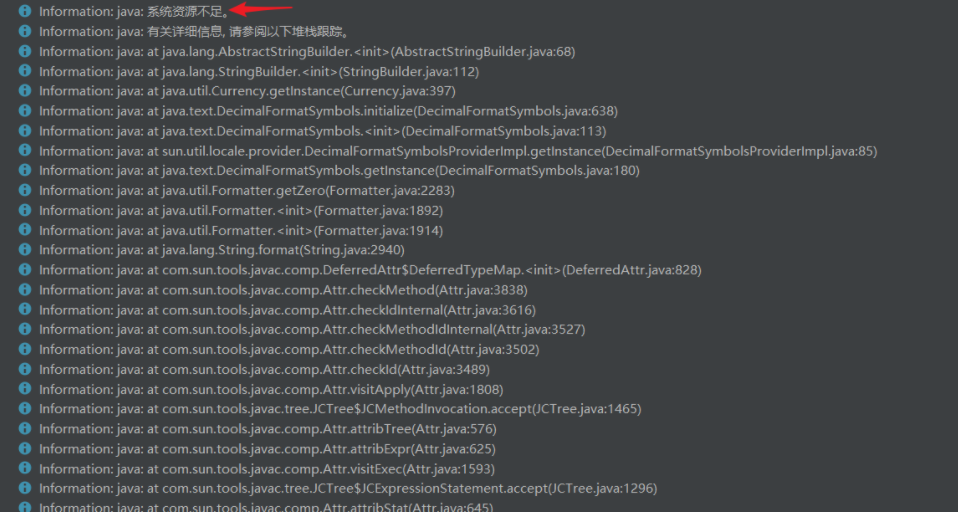 Information: java: 系统资源不足。
Information: java: 有关详细信息, 请参阅以下堆栈跟踪。
Information: java: at java.lang.AbstractStringBuilder.<init>(AbstractStringBuilder.java:68)
Information: java: at java.lang.StringBuilder.<init>(StringBuilder.java:112)
Information: java: at java.util.Currency.getInstance(Currency.java:397)
Information: java: at java.text.DecimalFormatSymbols.initialize(DecimalFormatSymbols.java:638)
Information: java: at java.text.DecimalFormatSymbols.<init>(DecimalFormatSymbols.java:113)
Information: java: at sun.util.locale.provider.DecimalFormatSymbolsProviderImpl.getInstance(DecimalFormatSymbolsProviderImpl.java:85)
Information: java: at java.text.DecimalFormatSymbols.getInstance(DecimalFormatSymbols.java:180)
Information: java: at java.util.Formatter.getZero(Formatter.java:2283)
Information: java: at java.util.Formatter.<init>(Formatter.java:1892)
Information: java: at java.util.Formatter.<init>(Formatter.java:1914)
Information: java: at java.lang.String.format(String.java:2940)
Information: java: at com.sun.tools.javac.comp.DeferredAttr$DeferredTypeMap.<init>(DeferredAttr.java:828)
Information: java: at com.sun.tools.javac.comp.Attr.checkMethod(Attr.java:3838)
Information: java: at com.sun.tools.javac.comp.Attr.checkIdInternal(Attr.java:3616)
Information: java: at com.sun.tools.javac.comp.Attr.checkMethodIdInternal(Attr.java:3527)
Information: java: at com.sun.tools.javac.comp.Attr.checkMethodId(Attr.java:3502)
Information: java: at com.sun.tools.javac.comp.Attr.checkId(Attr.java:3489)
Information: java: at com.sun.tools.javac.comp.Attr.visitApply(Attr.java:1808)
Information: java: at com.sun.tools.javac.tree.JCTree$JCMethodInvocation.accept(JCTree.java:1465)
Information: java: at com.sun.tools.javac.comp.Attr.attribTree(Attr.java:576)
Information: java: at com.sun.tools.javac.comp.Attr.attribExpr(Attr.java:625)
Information: java: at com.sun.tools.javac.comp.Attr.visitExec(Attr.java:1593)
Information: java: at com.sun.tools.javac.tree.JCTree$JCExpressionStatement.accept(JCTree.java:1296)
Information: java: at com.sun.tools.javac.comp.Attr.attribStat(Attr.java:645)